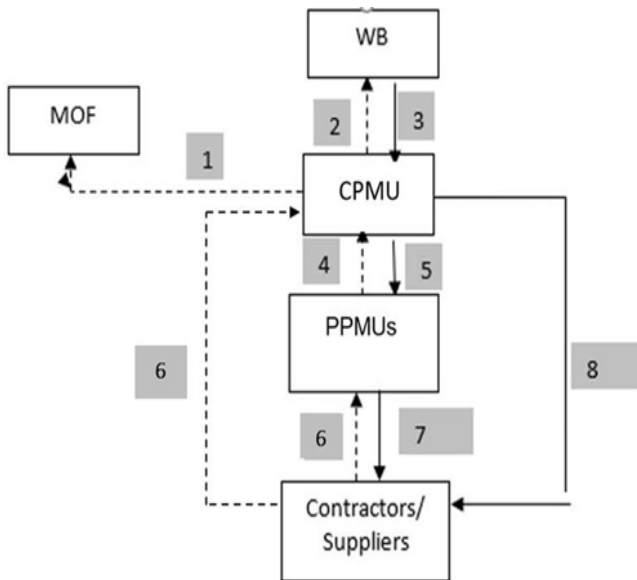 WB
MOF
2
3
1
CPMU
4
5
PPMUs
6
8
6
7
Contractors/
Suppliers